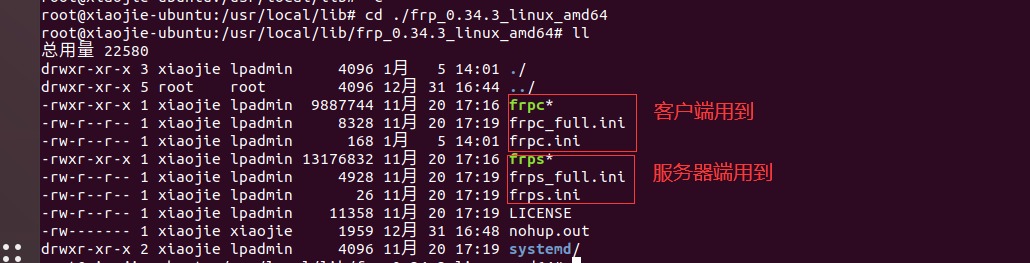 root@xiaojie-ubuntu:/usr/local/lib# cd ./frp_0.34.3_linux_amd64
root@xiaojie-ubuntu:/usr/local/lib/frp_0.34.3_linux_amd64# ll
总用量 22580
drwxr-xr-x 3 xiaojie lpadmin     4096 1月   5 14:01 ./
drwxr-xr-x 5 root    root        4096 12月 31 16:44 ../
-rwxr-xr-x 1 xiaojie lpadmin  9887744 11月 20 17:16 frpc*
-rw-r--r-- 1 xiaojie lpadmin     8328 11月 20 17:19 frpc_full.ini
客户端用到
-rw-r--r-- 1 xiaojie lpadmin      168 1月   5 14:01 frpc.ini
-rwxr-xr-x 1 xiaojie lpadmin 13176832 11月 20 17:16 frps*
-rw-r--r-- 1 xiaojie lpadmin     4928 11月 20 17:19 frps_full.ini
服务器端用到
-rw-r--r-- 1 xiaojie lpadmin       26 11月 20 17:19 frps.ini
-rw-r--r-- 1 xiaojie lpadmin    11358 11月 20 17:19 LICENSE
-rw------- 1 xiaojie xiaojie     1959 12月 31 16:48 nohup.out
drwxr-xr-x 2 xiaojie lpadmin     4096 11月 20 17:19 systemd/